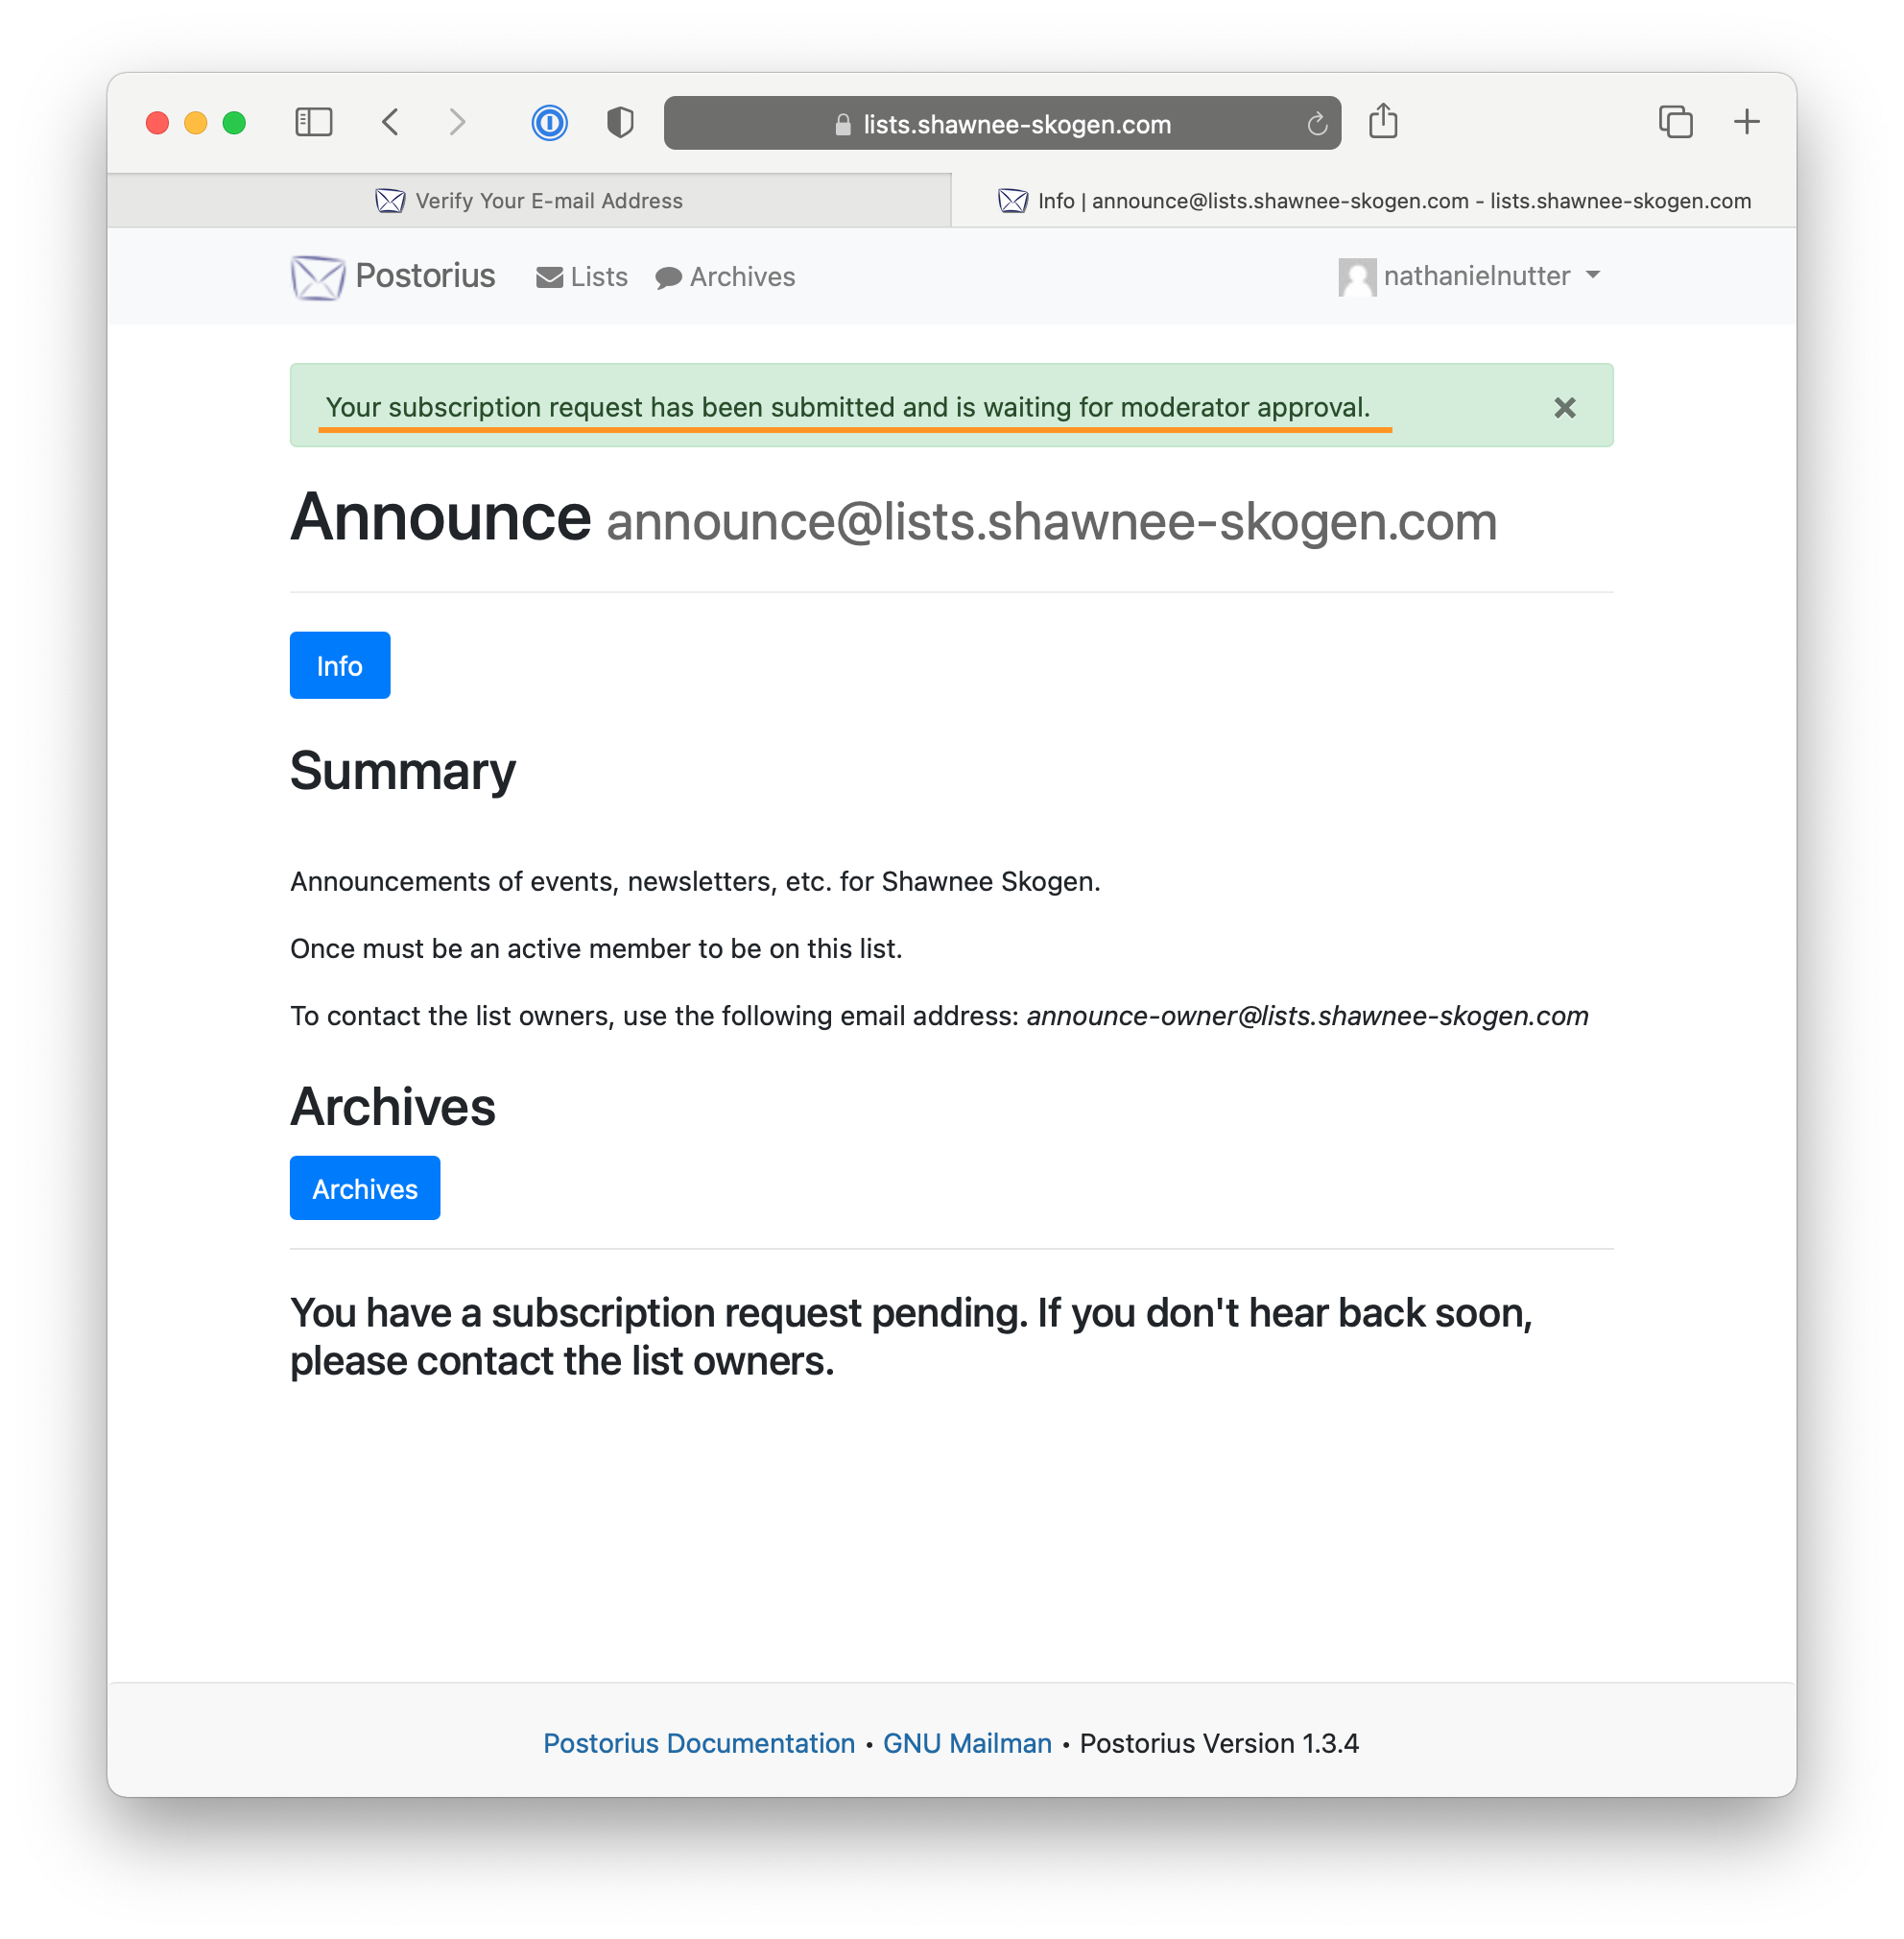 lists.shawnee-skogen.com
Verify Your E-mail Address
Info | announce@lists.shawnee-skogen.com - lists.shawnee-skogen.com
Postorius Lists Archives nathanielnutter
Your subscription request has been submitted and is waiting for moderator approval.
Announce announce@lists.shawnee-skogen.com
Info
Summary
Announcements of events, newsletters, etc. for Shawnee Skogen.
Once must be an active member to be on this list.
To contact the list owners, use the following email address: announce-owner@lists.shawnee-skogen.com
Archives
Archives
You have a subscription request pending. If you don't hear back soon,
please contact the list owners.
Postorius Documentation • GNU Mailman • Postorius Version 1.3.4